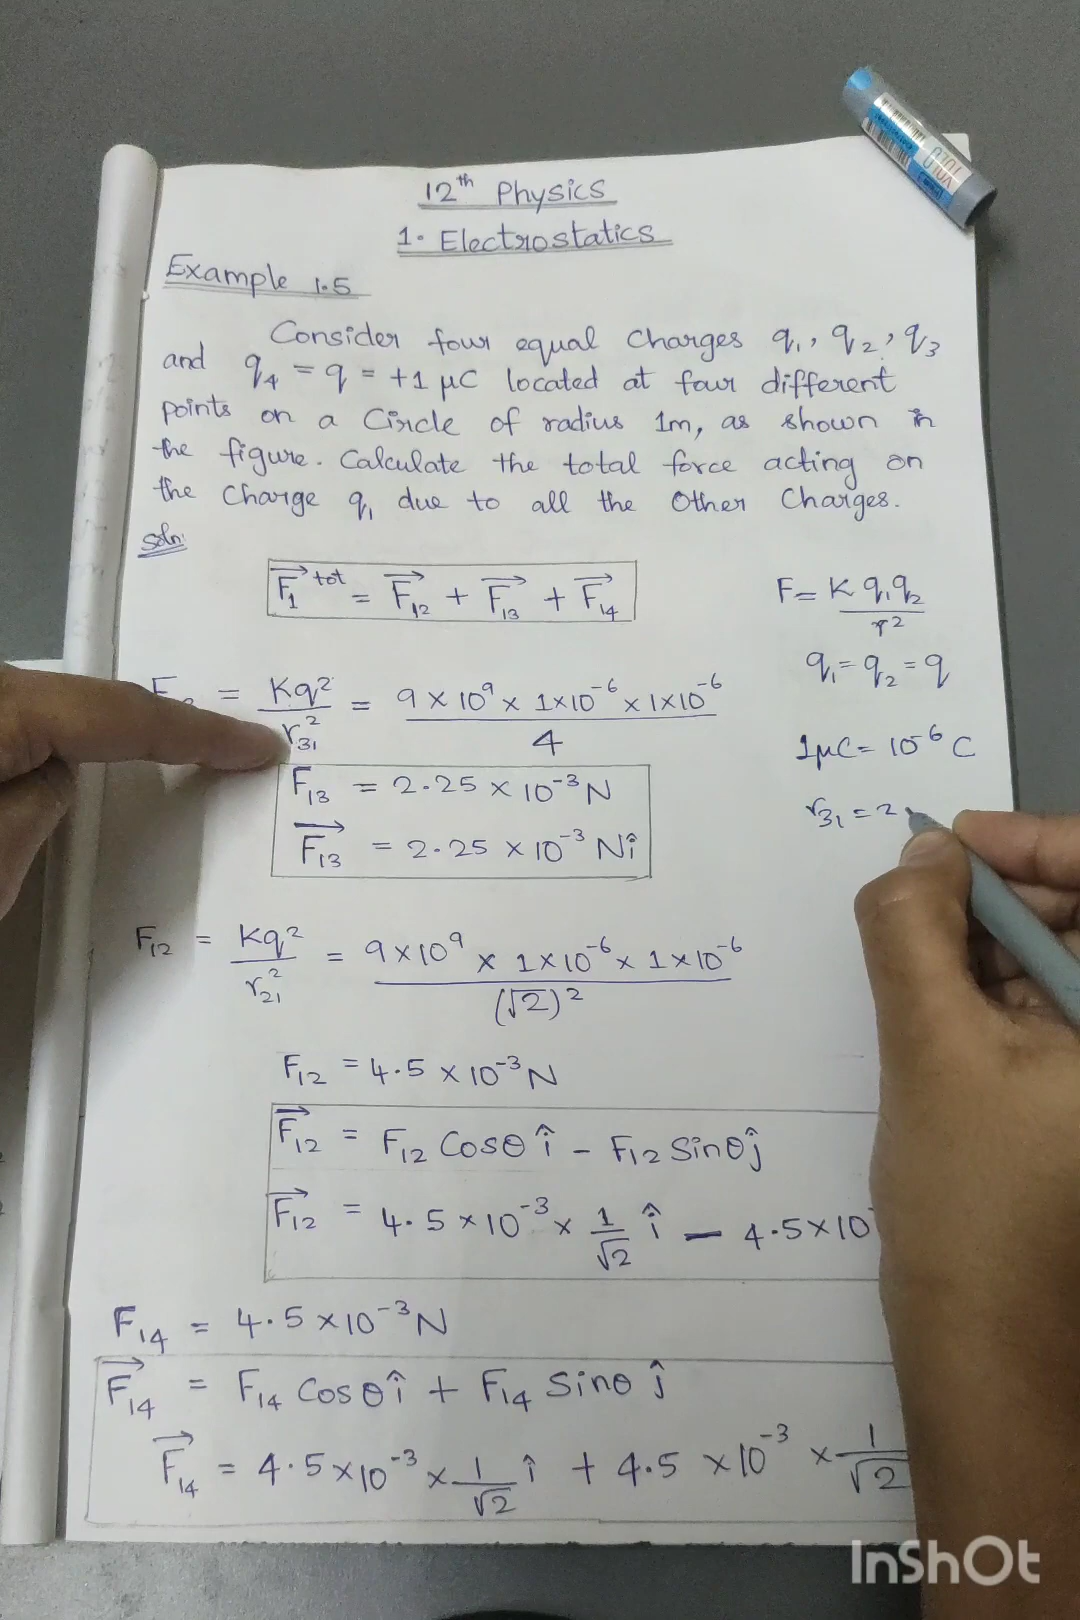 12th Physics
1. Electrostatics
Example 1.5
Consider four equal charges q₁, q₂, q₃
and q₄ = q = +1 μC located at four different
points on a Circle of radius 1m, as shown in
the figure. Calculate the total force acting on
the charge q₁ due to all the Other Charges.
soln:
F₁→ᵗᵒᵗ = F₁₂→ + F₁₃→ + F₁₄→
F = K q₁q₂ / r²
q₁ = q₂ = q
= Kq² / r₃₁² = 9 × 10⁹ × 1×10⁻⁶ × 1×10⁻⁶ / 4
1μC = 10⁻⁶ C
F₁₃ = 2.25 × 10⁻³ N
r₃₁ = 2
F₁₃→ = 2.25 × 10⁻³ N î
F₁₂ = Kq² / r₂₁² = 9×10⁹ × 1×10⁻⁶ × 1×10⁻⁶ / (√2)²
F₁₂ = 4.5 × 10⁻³ N
F₁₂→ = F₁₂ Cosθ î - F₁₂ Sinθ ĵ
F₁₂→ = 4.5 × 10⁻³ × 1/√2 î - 4.5×10
F₁₄ = 4.5 × 10⁻³ N
F₁₄→ = F₁₄ Cosθ î + F₁₄ Sinθ ĵ
F₁₄→ = 4.5×10⁻³ × 1/√2 î + 4.5 × 10⁻³ × 1/√2
InShOt